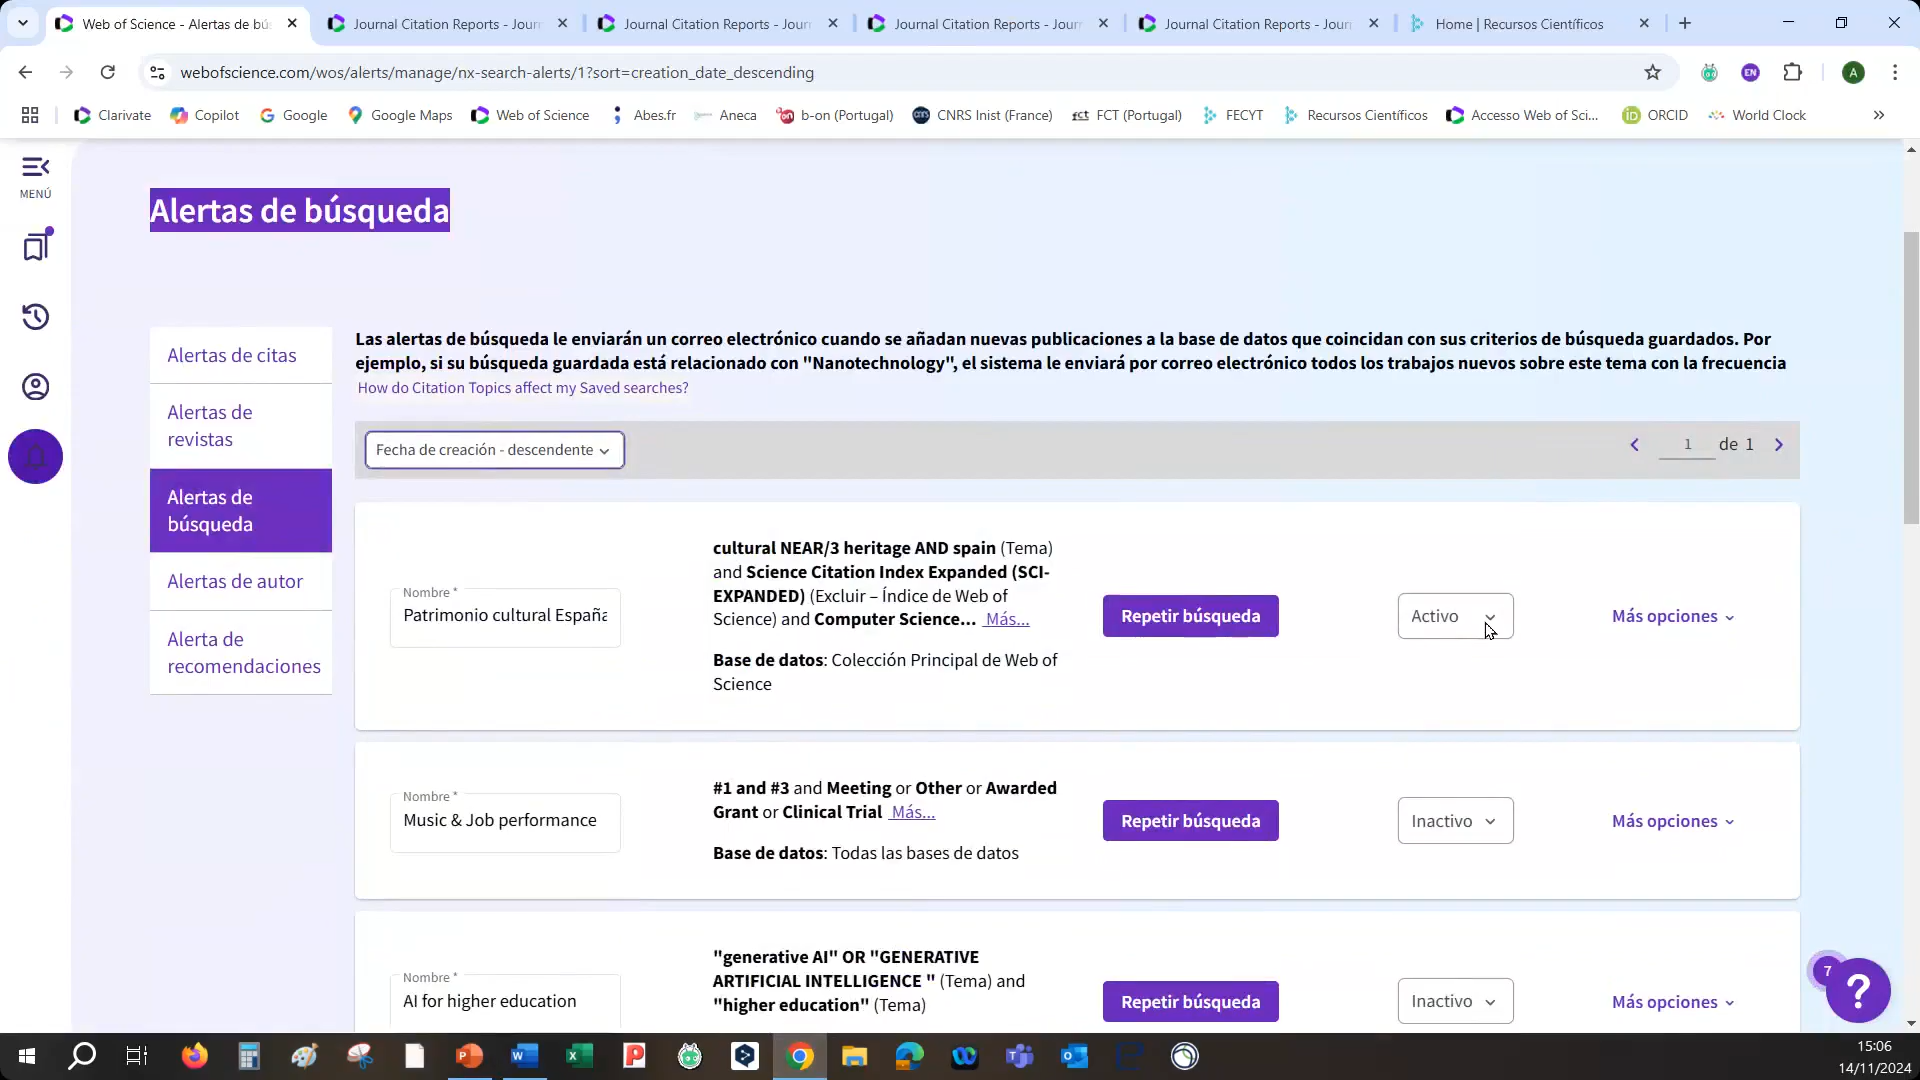 Web of Science - Alertas de bú
Journal Citation Reports - Jour
Journal Citation Reports - Jour
Journal Citation Reports - Jour
Journal Citation Reports - Jour
Home | Recursos Científicos
webofscience.com/wos/alerts/manage/nx-search-alerts/1?sort=creation_date_descending
EN
A
Clarivate
Copilot
Google
Google Maps
Web of Science
Abes.fr
Aneca
b-on (Portugal)
CNRS Inist (France)
fct FCT (Portugal)
FECYT
Recursos Científicos
Accesso Web of Sci...
ORCID
World Clock
MENÚ
Alertas de búsqueda
Alertas de citas
Alertas de
revistas
Alertas de
búsqueda
Alertas de autor
Alerta de
recomendaciones
Las alertas de búsqueda le enviarán un correo electrónico cuando se añadan nuevas publicaciones a la base de datos que coincidan con sus criterios de búsqueda guardados. Por
ejemplo, si su búsqueda guardada está relacionado con "Nanotechnology", el sistema le enviará por correo electrónico todos los trabajos nuevos sobre este tema con la frecuencia
How do Citation Topics affect my Saved searches?
Fecha de creación - descendente
1 de 1
Nombre *
Patrimonio cultural España
cultural NEAR/3 heritage AND spain (Tema)
and Science Citation Index Expanded (SCI-
EXPANDED) (Excluir – Índice de Web of
Science) and Computer Science... Más...
Base de datos: Colección Principal de Web of
Science
Repetir búsqueda
Activo
Más opciones
Nombre *
Music & Job performance
#1 and #3 and Meeting or Other or Awarded
Grant or Clinical Trial Más...
Base de datos: Todas las bases de datos
Repetir búsqueda
Inactivo
Más opciones
Nombre *
AI for higher education
"generative AI" OR "GENERATIVE
ARTIFICIAL INTELLIGENCE " (Tema) and
"higher education" (Tema)
Repetir búsqueda
Inactivo
Más opciones
7
?
15:06
14/11/2024